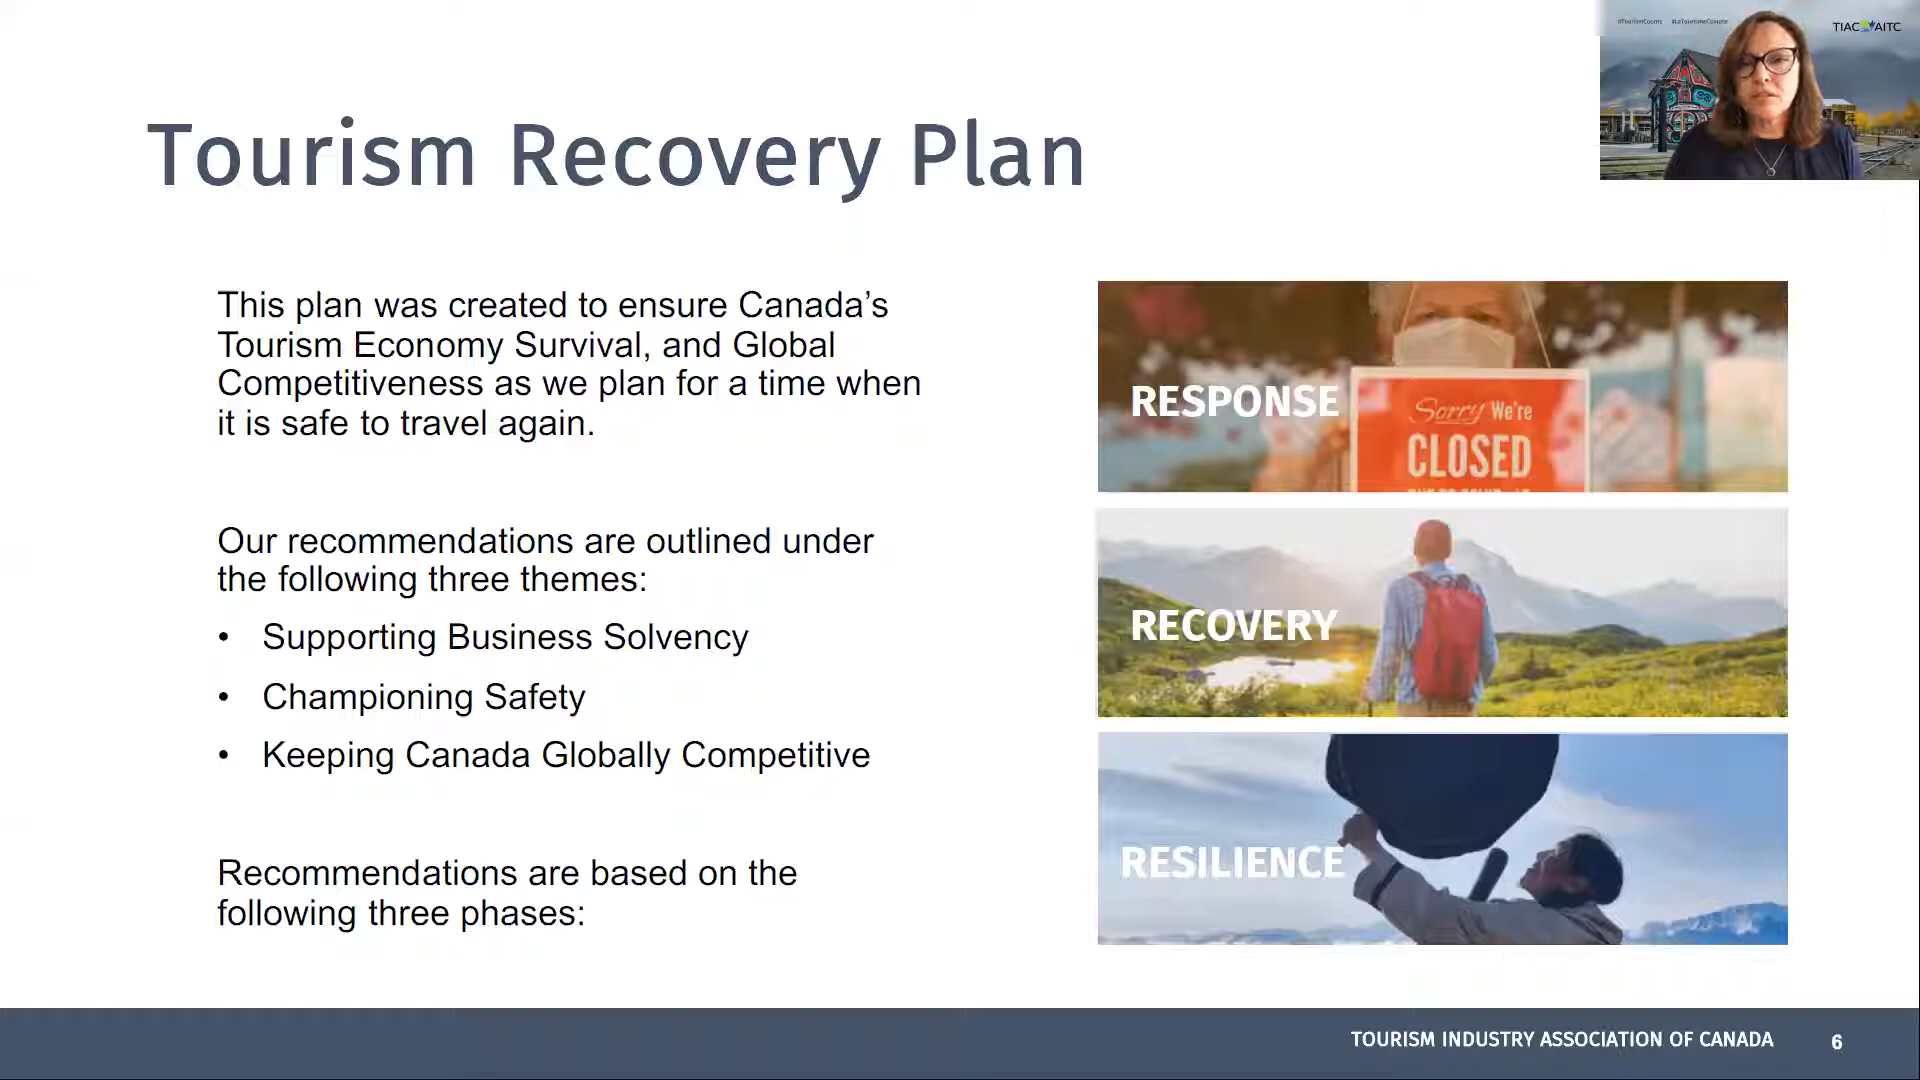 #TourismCounts #LeTourismeCompte
TIAC AITC
Tourism Recovery Plan
This plan was created to ensure Canada’s
Tourism Economy Survival, and Global
Competitiveness as we plan for a time when
it is safe to travel again.
Our recommendations are outlined under
the following three themes:
• Supporting Business Solvency
• Championing Safety
• Keeping Canada Globally Competitive
Recommendations are based on the
following three phases:
RESPONSE
Sorry We're
CLOSED
RECOVERY
RESILIENCE
TOURISM INDUSTRY ASSOCIATION OF CANADA 6